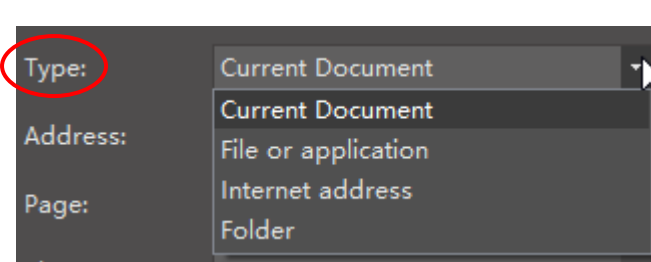 Type: Current Document
Current Document
Address:
File or application
Internet address
Page:
Folder